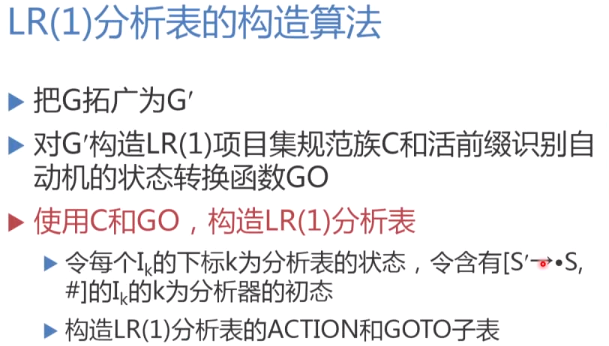 LR(1)分析表的构造算法
把G拓广为G′
对G′构造LR(1)项目集规范族C和活前缀识别自
动机的状态转换函数GO
使用C和GO，构造LR(1)分析表
令每个Ik的下标k为分析表的状态，令含有[S′→•S,
#]的Ik的k为分析器的初态
构造LR(1)分析表的ACTION和GOTO子表